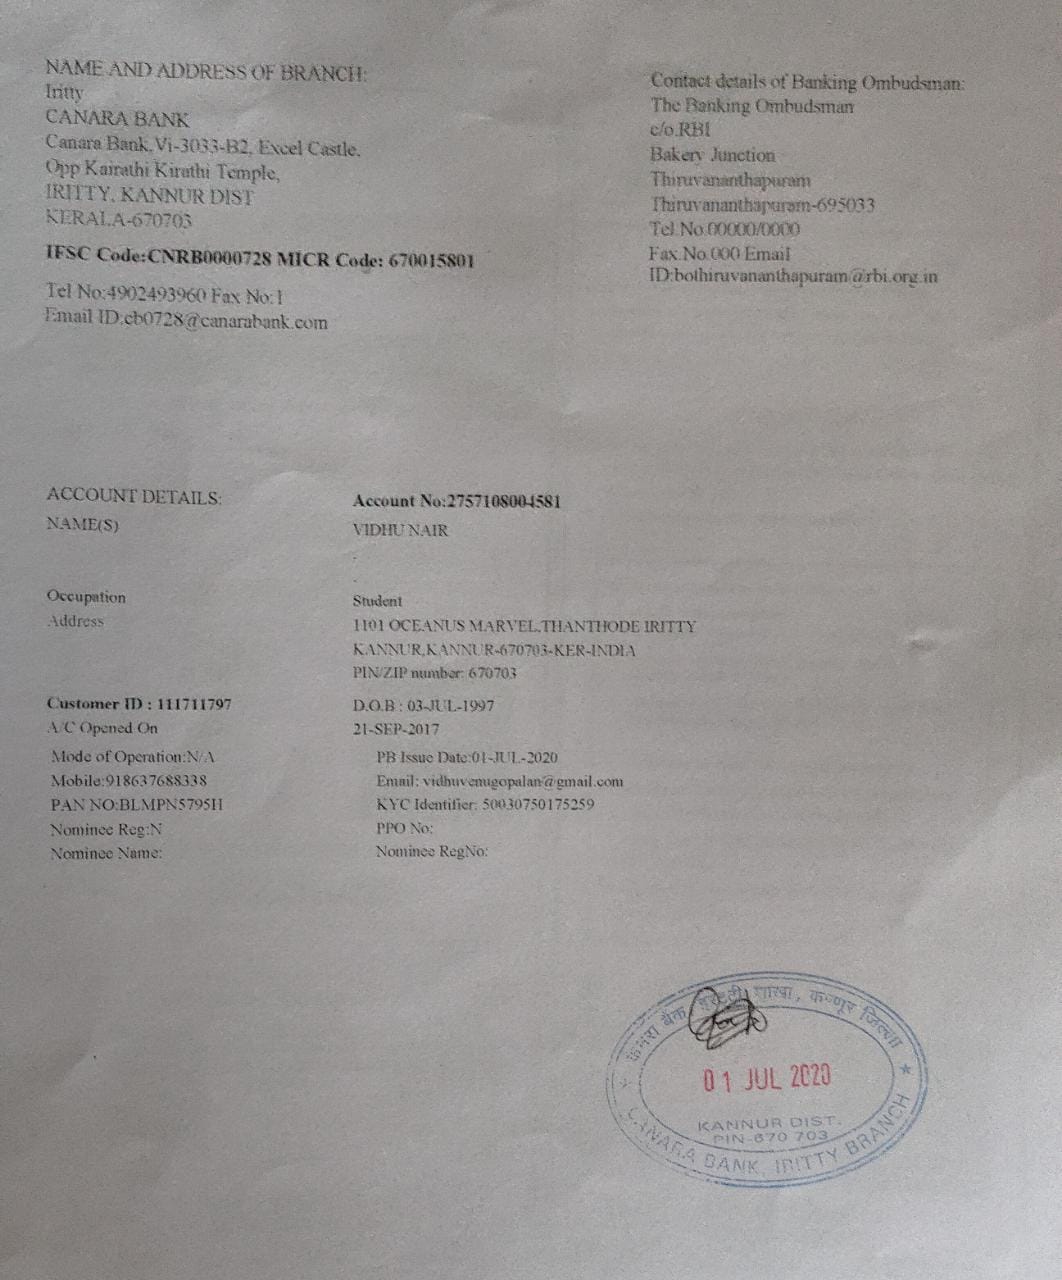 NAME AND ADDRESS OF BRANCH:
Iritty
CANARA BANK
Canara Bank,Vi-3033-B2, Excel Castle,
Opp Kairathi Kirathi Temple,
IRITTY, KANNUR DIST
KERALA-670703
IFSC Code:CNRB0000728 MICR Code: 670015801
Tel No:4902493960 Fax No:1
Email ID:cb0728@canarabank.com
Contact details of Banking Ombudsman:
The Banking Ombudsman
c/o.RBI
Bakery Junction
Thiruvananthapuram
Thiruvananthapuram-695033
Tel.No.00000/0000
Fax.No.000 Email
ID:bothiruvananthapuram@rbi.org.in
ACCOUNT DETAILS: Account No:2757108004581
NAME(S) VIDHU NAIR
Occupation Student
Address 1101 OCEANUS MARVEL,THANTHODE IRITTY
KANNUR,KANNUR-670703-KER-INDIA
PIN/ZIP number: 670703
Customer ID : 111711797 D.O.B : 03-JUL-1997
A/C Opened On 21-SEP-2017
Mode of Operation:N/A PB Issue Date:01-JUL-2020
Mobile:918637688338 Email: vidhuvenugopalan@gmail.com
PAN NO:BLMPN5795H KYC Identifier: 50030750175259
Nominee Reg:N PPO No:
Nominee Name: Nominee RegNo:
केनरा बैंक इरिट्टी शाखा, कण्णूर जिल्ला
01 JUL 2020
KANNUR DIST.
PIN-670 703
CANARA BANK, IRITTY BRANCH